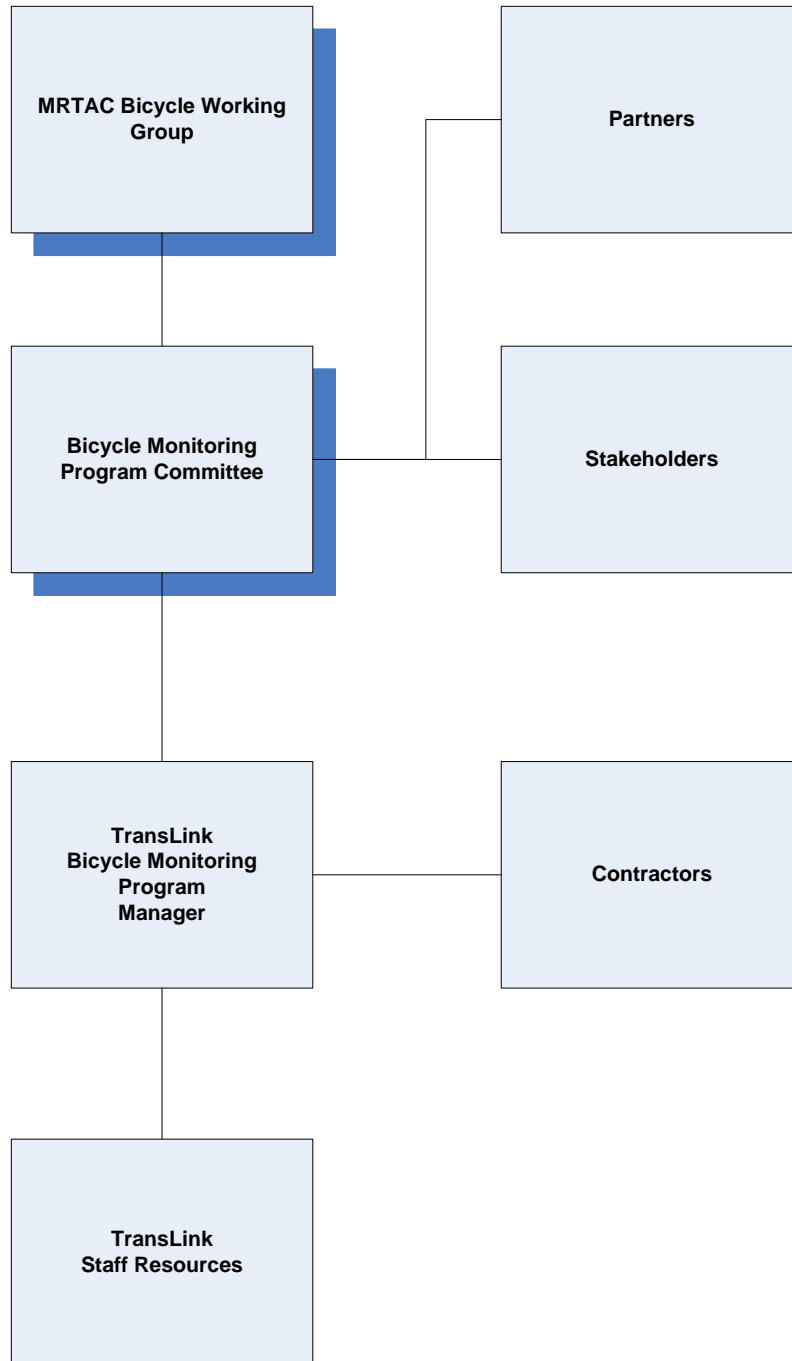 MRTAC Bicycle Working
Group
Partners
Bicycle Monitoring
Program Committee
Stakeholders
TransLink
Bicycle Monitoring
Program
Manager
Contractors
TransLink
Staff Resources